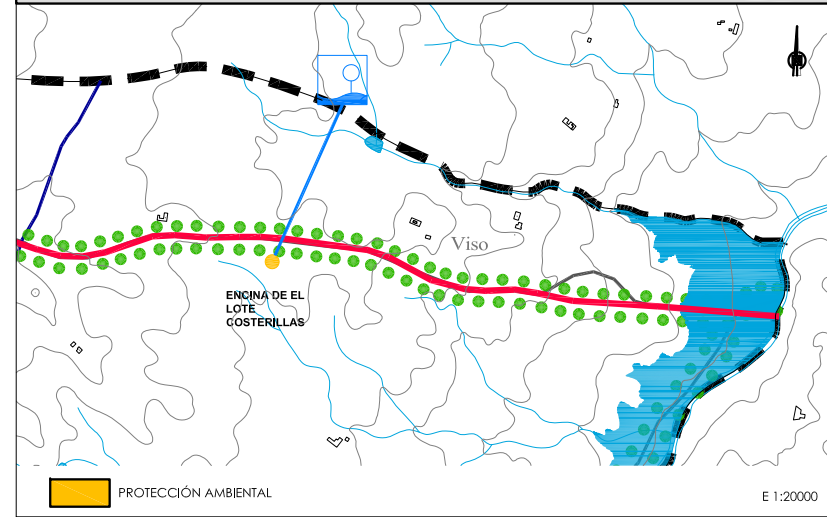 Viso
ENCINA DE EL
LOTE
COSTERILLAS
PROTECCIÓN AMBIENTAL
E 1:20000